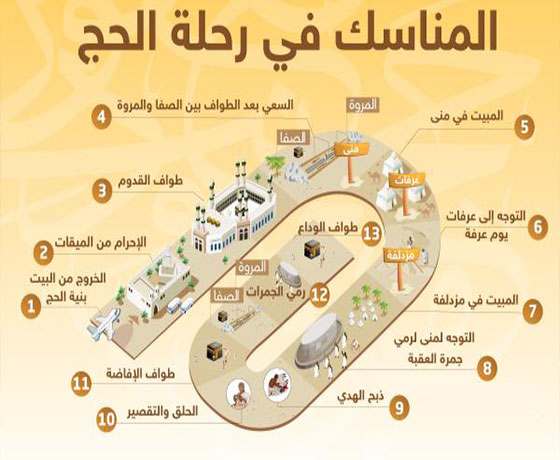 المناسك في رحلة الحج
1
الخروج من البيت
بنية الحج
2
الإحرام من الميقات
3
طواف القدوم
4
السعي بعد الطواف بين الصفا والمروة
المروة
الصفا
5
المبيت في منى
منى
عرفات
6
التوجه إلى عرفات
يوم عرفة
مزدلفة
7
المبيت في مزدلفة
8
التوجه لمنى لرمي
جمرة العقبة
9
ذبح الهدي
10
الحلق والتقصير
11
طواف الإفاضة
المروة
الصفا
12
رمي الجمرات
13
طواف الوداع